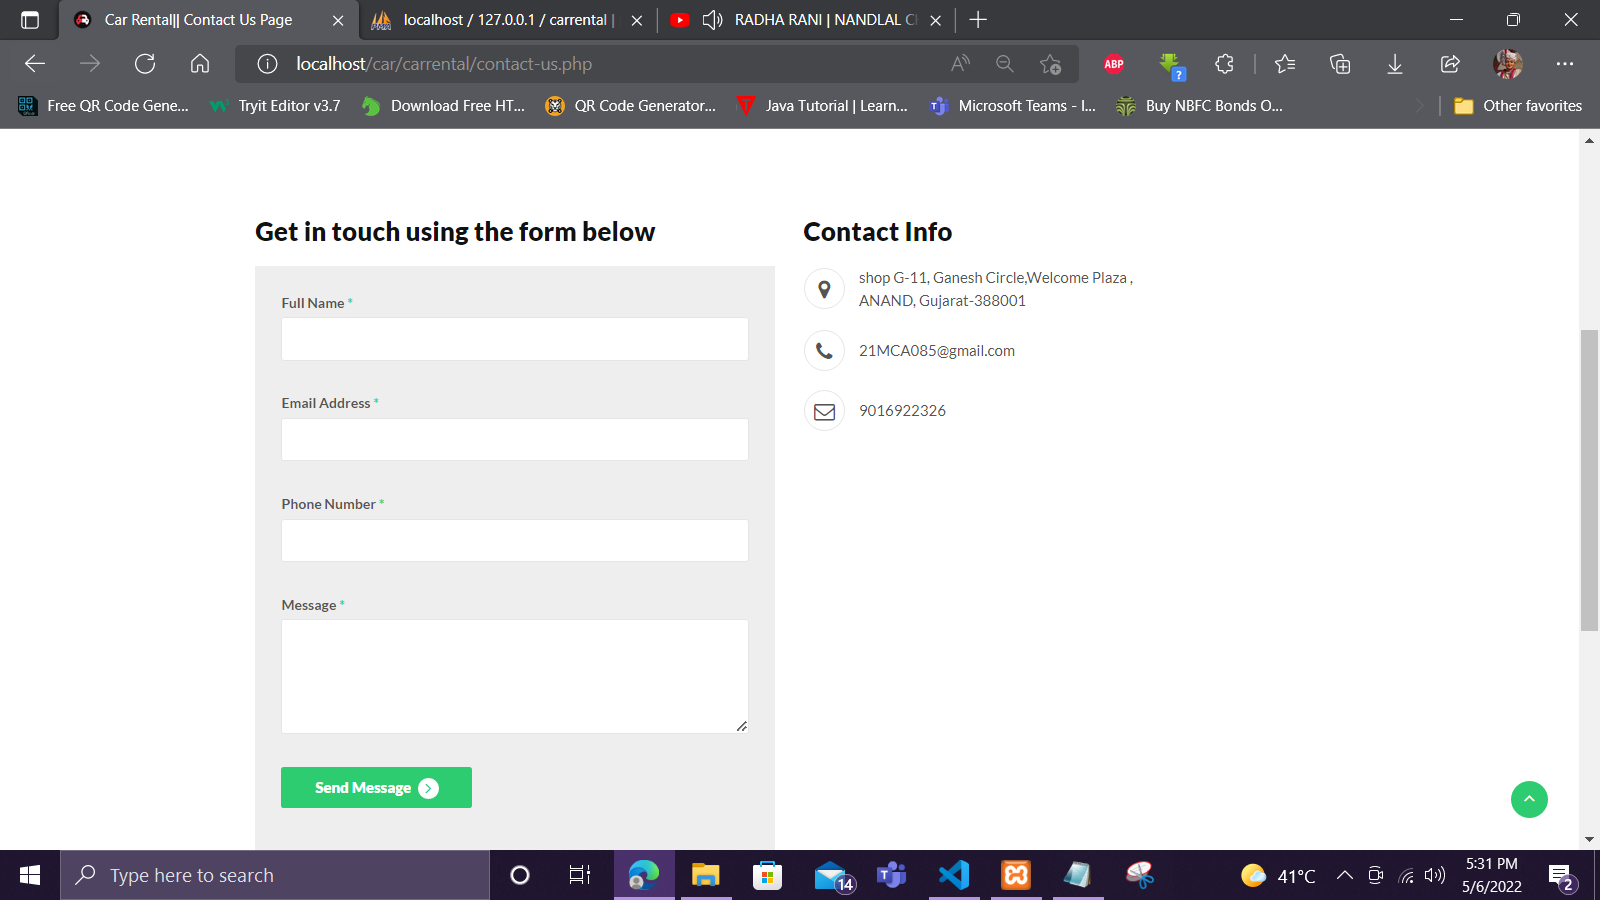 Car Rental|| Contact Us Page
localhost / 127.0.0.1 / carrental |
RADHA RANI | NANDLAL
localhost/car/carrental/contact-us.php
ABP
Free QR Code Gene...
Tryit Editor v3.7
Download Free HT...
QR Code Generator...
Java Tutorial | Learn...
Microsoft Teams - I...
Buy NBFC Bonds O...
Other favorites
Get in touch using the form below
Full Name *
Email Address *
Phone Number *
Message *
Send Message
Contact Info
shop G-11, Ganesh Circle,Welcome Plaza ,
ANAND, Gujarat-388001
21MCA085@gmail.com
9016922326
Type here to search
14
41°C
5:31 PM
5/6/2022
2